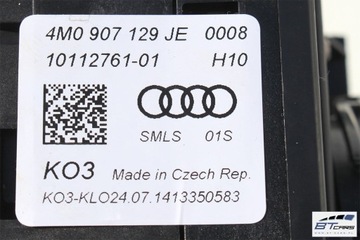 4M0 907 129 JE 0008
10112761-01 H10
SMLS 01S
KO3 Made in Czech Rep.
KO3-KLO24.07.1413350583
BTCARS